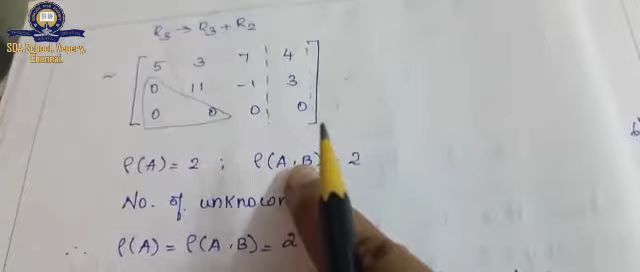 SDA School, Vepery,
Chennai.
R₃ → R₃ + R₂
~ [ 5 3 7 | 4
0 11 -1 | 3
0 0 0 | 0 ]
ρ(A) = 2 ; ρ(A, B) = 2
No. of
∴ ρ(A) = ρ(A, B) = 2